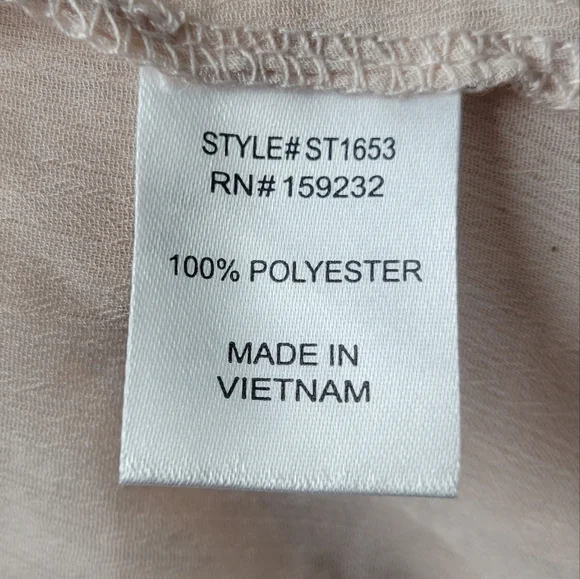 STYLE# ST1653
RN# 159232
100% POLYESTER
MADE IN
VIETNAM